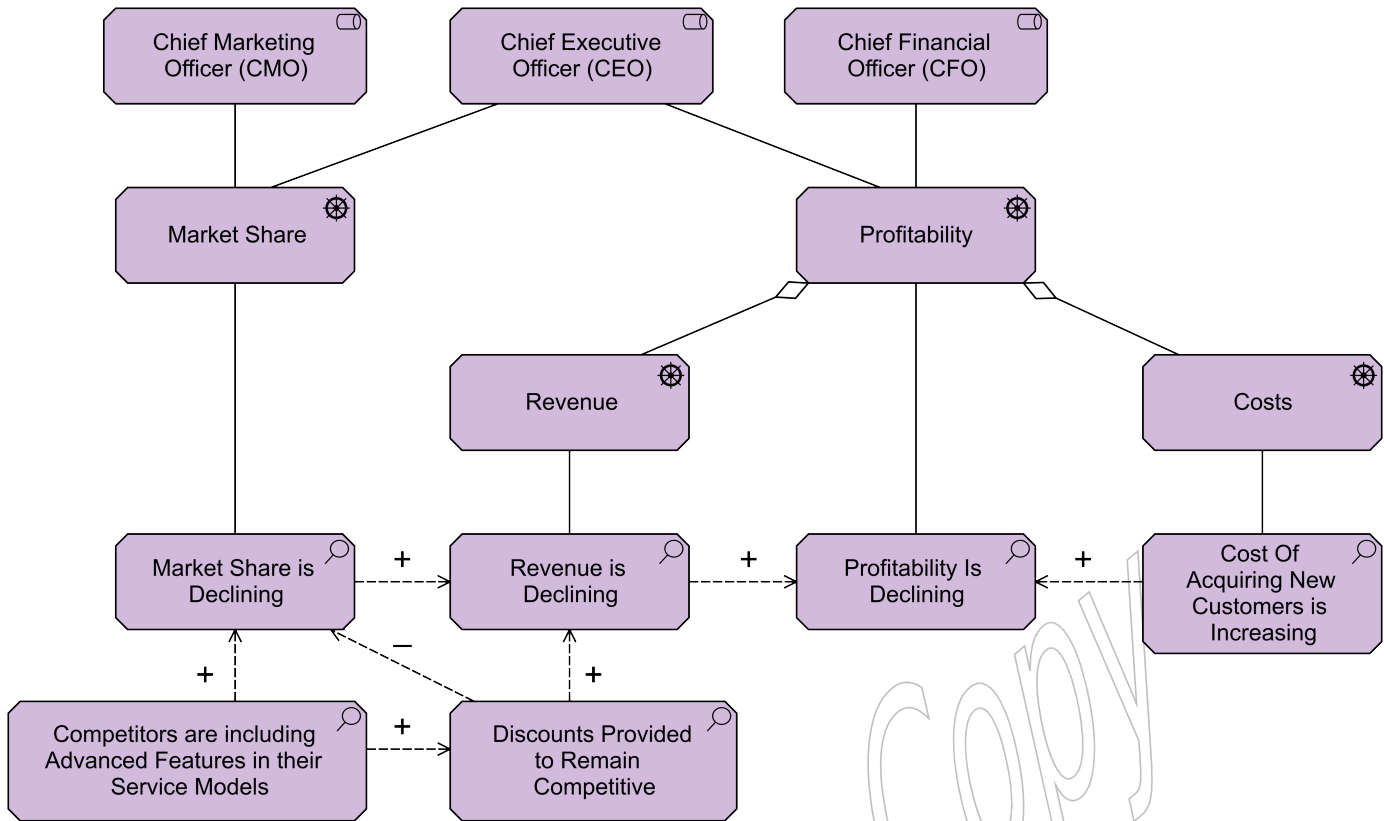 Chief Marketing
Officer (CMO)
Chief Executive
Officer (CEO)
Chief Financial
Officer (CFO)
Market Share
Profitability
Revenue
Costs
Market Share is
Declining
+
Revenue is
Declining
+
Profitability Is
Declining
+
Cost Of
Acquiring New
Customers is
Increasing
+
–
+
Competitors are including
Advanced Features in their
Service Models
+
Discounts Provided
to Remain
Competitive
Copy